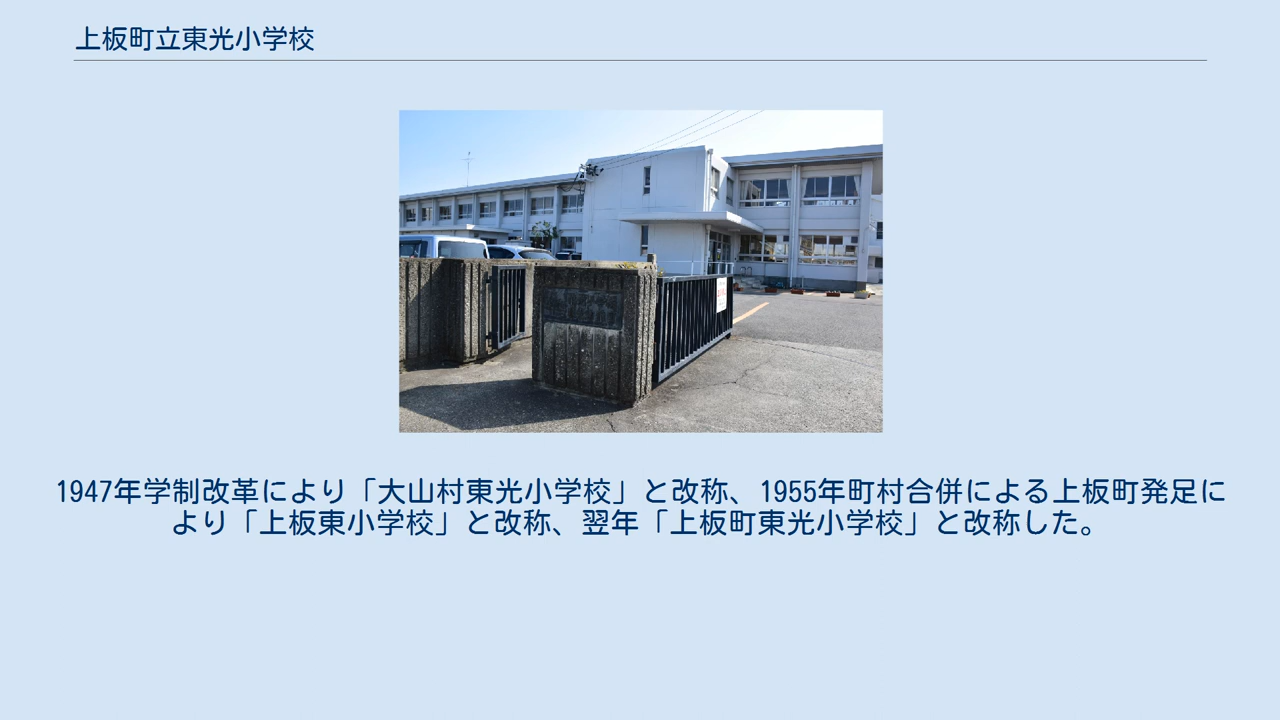 上板町立東光小学校
1947年学制改革により「大山村東光小学校」と改称、1955年町村合併による上板町発足に
より「上板東小学校」と改称、翌年「上板町東光小学校」と改称した。